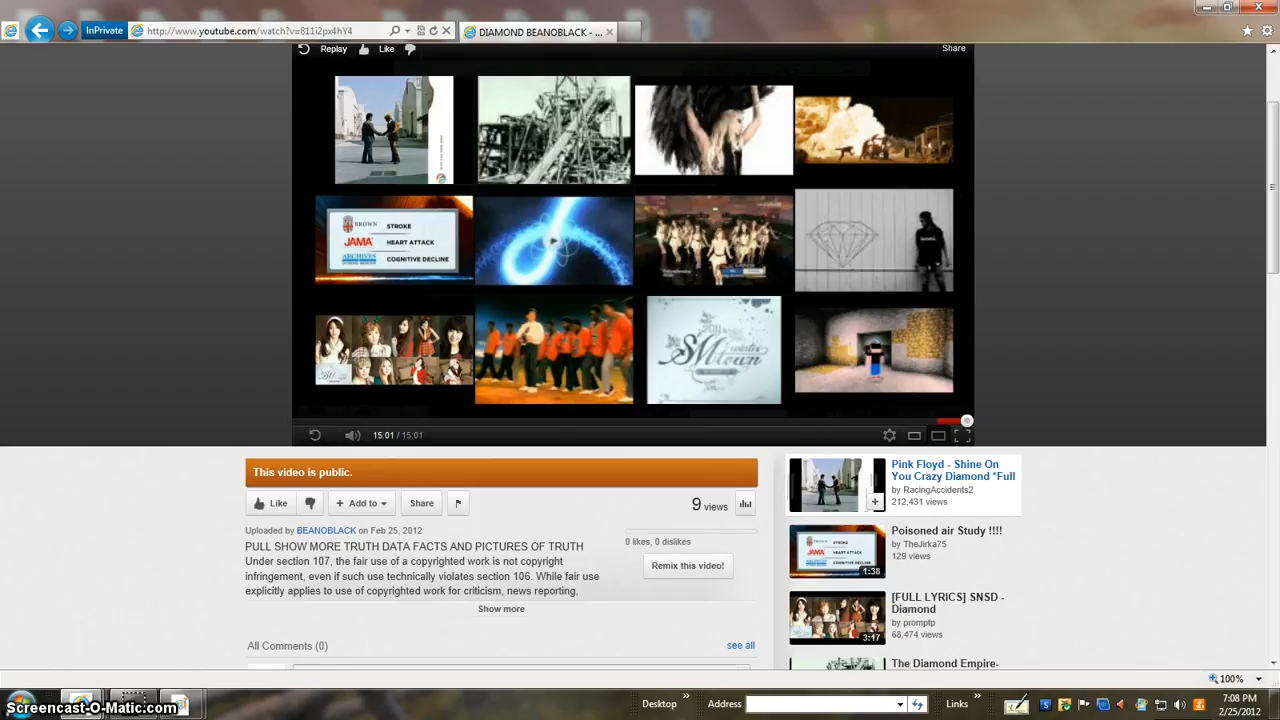 InPrivate
http://www.youtube.com/watch?v=811i2px4hY4
DIAMOND BEANOBLACK - ...
Replay
Like
Share
BROWN
STROKE
JAMA
HEART ATTACK
ARCHIVES
COGNITIVE DECLINE
2011
winter
SMtown
15:01 / 15:01
This video is public.
Like
Add to
Share
9 views
Uploaded by BEANOBLACK on Feb 25, 2012
PULL SHOW MORE TRUTH DATA FACTS AND PICTURES OF TRUTH
Under section 107, the fair use of a copyrighted work is not copyright
infringement, even if such use technically violates section 106. While fair use
explicitly applies to use of copyrighted work for criticism, news reporting,
Show more
0 likes, 0 dislikes
Remix this video!
All Comments (0)
see all
Pink Floyd - Shine On
You Crazy Diamond *Full
by RacingAccidents2
212,431 views
Poisoned air Study !!!!
by TheJirka75
129 views
1:38
[FULL LYRICS] SNSD -
Diamond
by promptp
68,474 views
3:17
The Diamond Empire-
100%
Screencast-O-Matic.com
Desktop
Address
Links
7:08 PM
2/25/2012